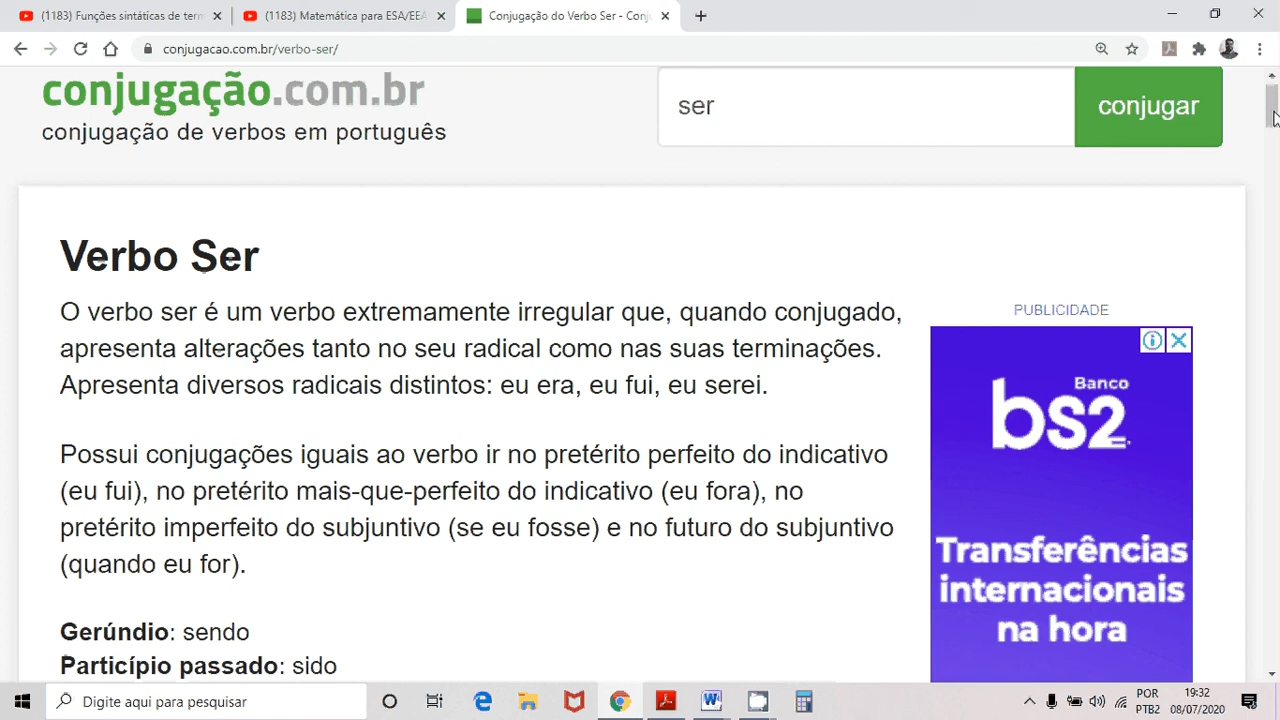 (1183) Funções sintáticas de term
(1183) Matemática para ESA/EEA
Conjugação do Verbo Ser - Conj
conjugacao.com.br/verbo-ser/
conjugação.com.br
conjugação de verbos em português
ser
conjugar
Verbo Ser
O verbo ser é um verbo extremamente irregular que, quando conjugado,
apresenta alterações tanto no seu radical como nas suas terminações.
Apresenta diversos radicais distintos: eu era, eu fui, eu serei.
Possui conjugações iguais ao verbo ir no pretérito perfeito do indicativo
(eu fui), no pretérito mais-que-perfeito do indicativo (eu fora), no
pretérito imperfeito do subjuntivo (se eu fosse) e no futuro do subjuntivo
(quando eu for).
Gerúndio: sendo
Particípio passado: sido
PUBLICIDADE
Banco
bs2
Transferências
internacionais
na hora
Digite aqui para pesquisar
POR
PTB2
19:32
08/07/2020